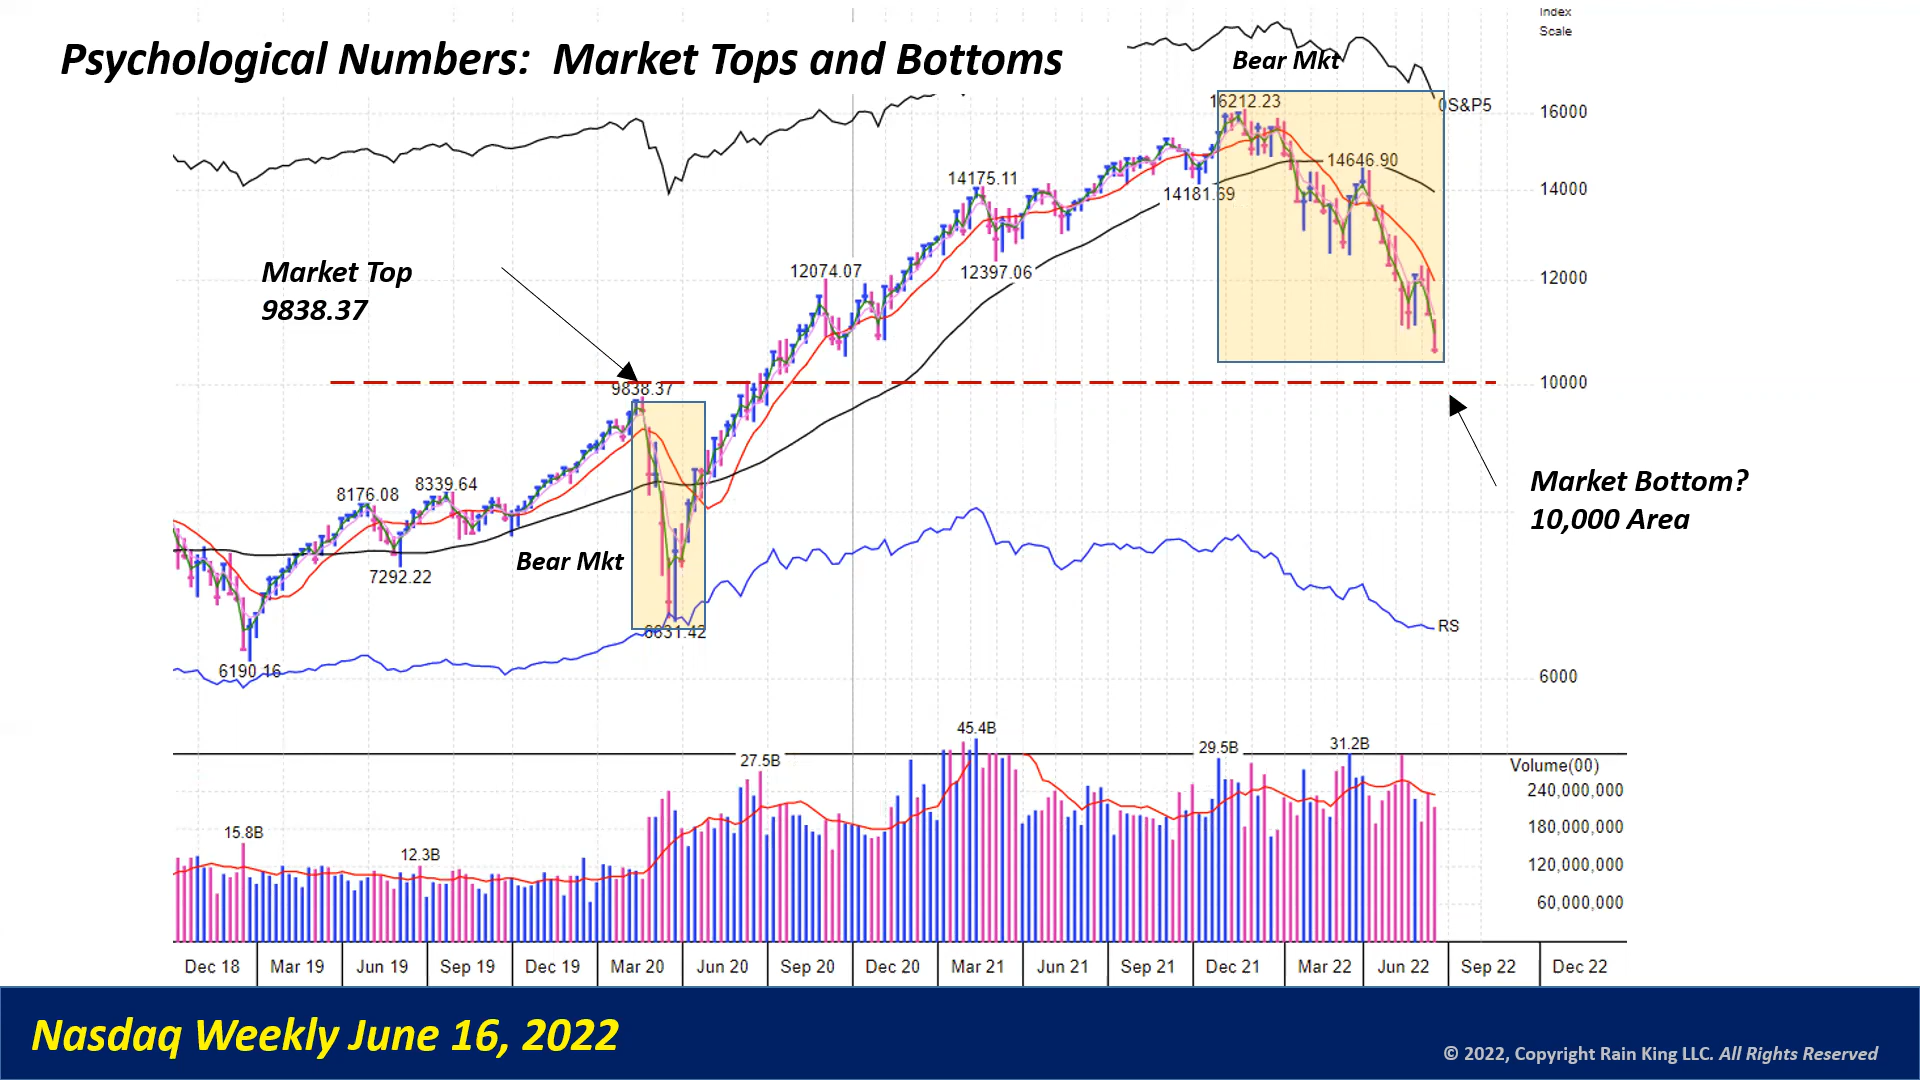 Index
Scale
Psychological Numbers: Market Tops and Bottoms
Bear Mkt
0S&P5
16212.23
16000
14646.90
14175.11
14181.69
14000
Market Top
9838.37
12074.07
12397.06
12000
9838.37
10000
8176.08
8339.64
Market Bottom?
10,000 Area
Bear Mkt
7292.22
6631.42
RS
6190.16
6000
45.4B
29.5B
31.2B
27.5B
Volume(00)
240,000,000
15.8B
180,000,000
12.3B
120,000,000
60,000,000
Dec 18 Mar 19 Jun 19 Sep 19 Dec 19 Mar 20 Jun 20 Sep 20 Dec 20 Mar 21 Jun 21 Sep 21 Dec 21 Mar 22 Jun 22 Sep 22 Dec 22
Nasdaq Weekly June 16, 2022
© 2022, Copyright Rain King LLC. All Rights Reserved